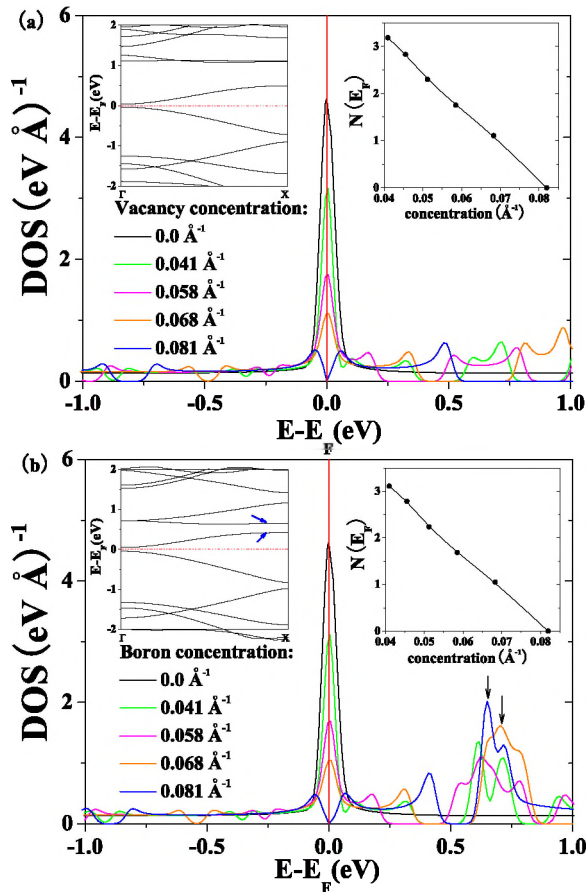 (a)
6
4
2
0
DOS (eV Å)⁻¹
2
1
0
-1
-2
E-E_F(eV)
Γ X
N (E_F)
3
2
1
0
0.04 0.05 0.06 0.07 0.08
concentration (Å⁻¹)
Vacancy concentration:
0.0 Å⁻¹
0.041 Å⁻¹
0.058 Å⁻¹
0.068 Å⁻¹
0.081 Å⁻¹
-1.0 -0.5 0.0 0.5 1.0
E-E_F(eV)
(b)
6
4
2
0
DOS (eV Å)⁻¹
2
1
0
-1
-2
E-E_F(eV)
Γ X
N (E_F)
3
2
1
0
0.04 0.05 0.06 0.07 0.08
concentration (Å⁻¹)
Boron concentration:
0.0 Å⁻¹
0.041 Å⁻¹
0.058 Å⁻¹
0.068 Å⁻¹
0.081 Å⁻¹
-1.0 -0.5 0.0 0.5 1.0
E-E_F(eV)